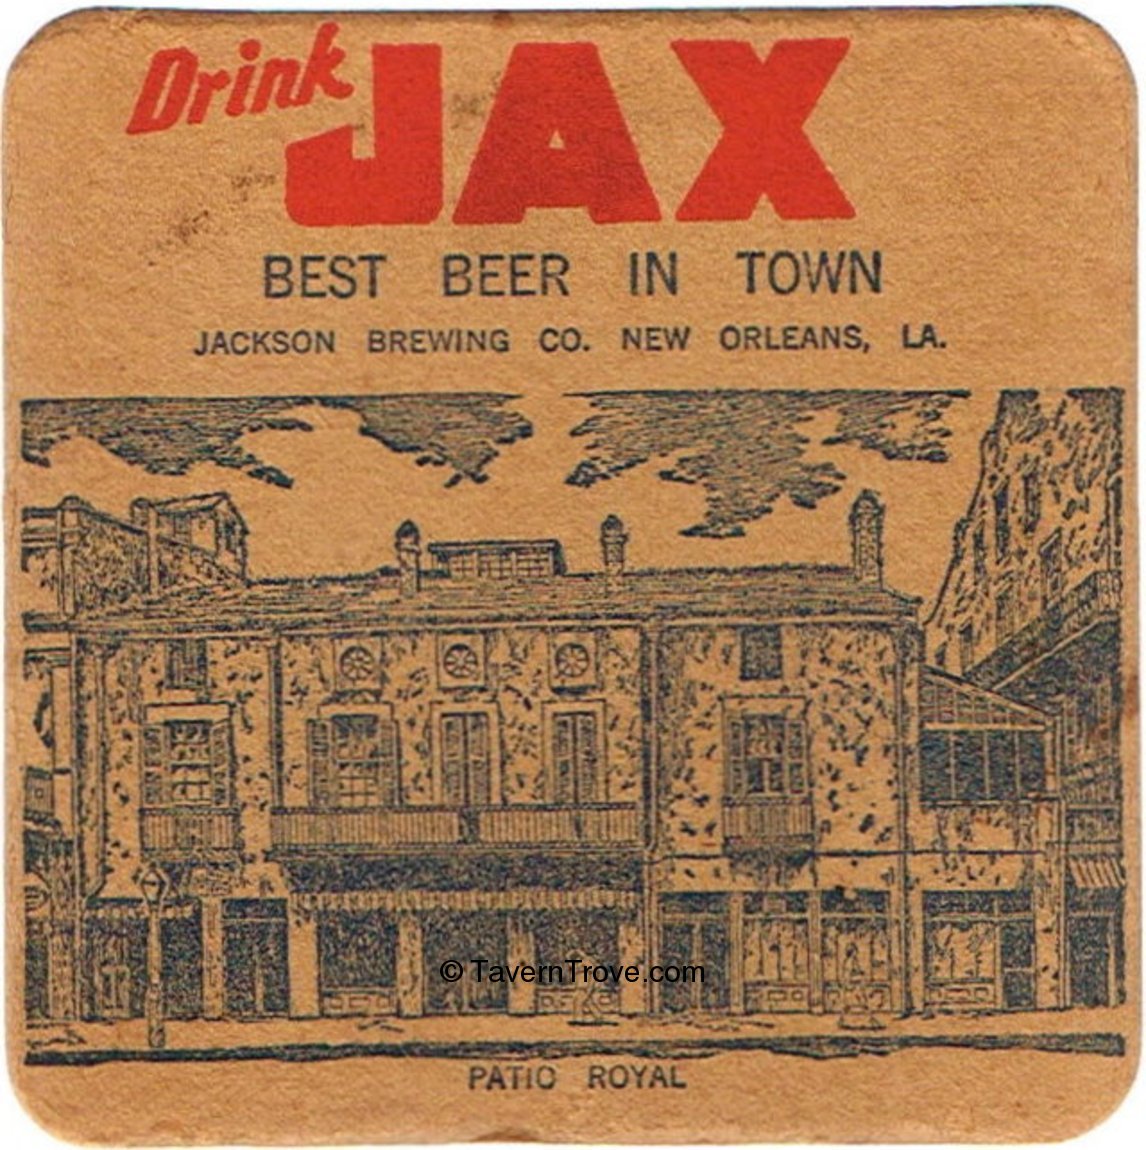 Drink JAX
BEST BEER IN TOWN
JACKSON BREWING CO. NEW ORLEANS, LA.
© TavernTrove.com
PATIO ROYAL